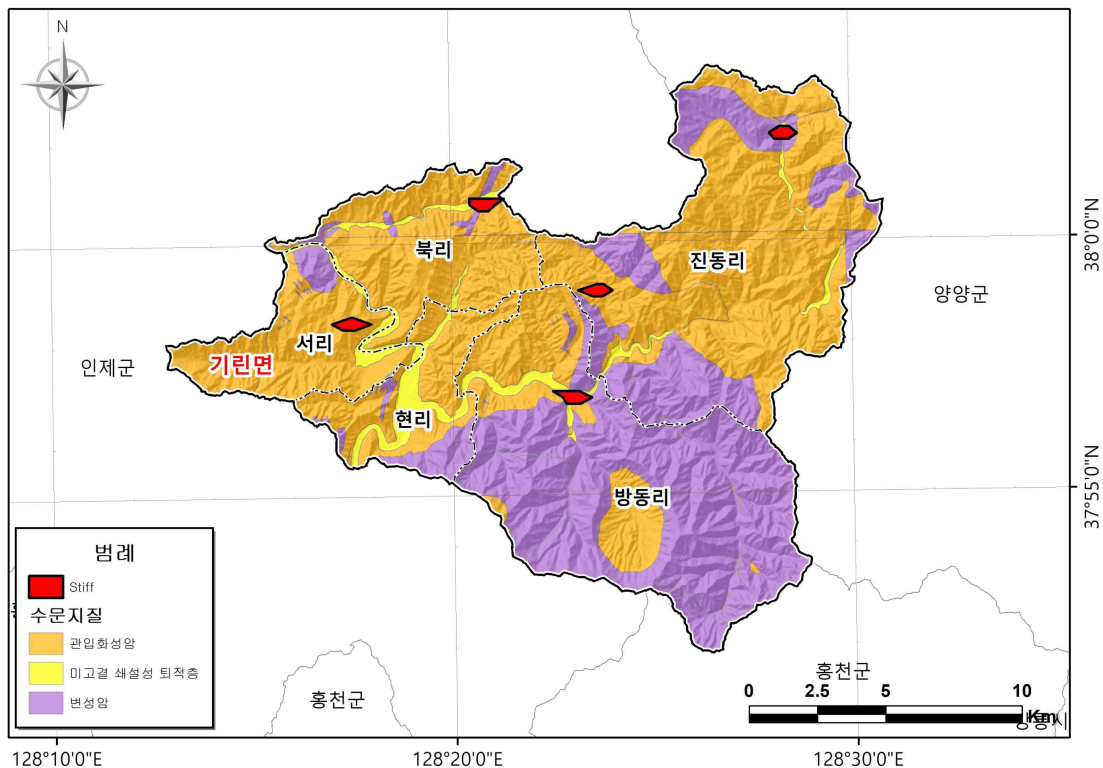 N
북리
진동리
양양군
서리
인제군
기린면
현리
방동리
범례
Stiff
수문지질
관입화성암
미고결 쇄설성 퇴적층
변성암
홍천군
홍천군
0 2.5 5 10
Km
38°0'0"N
37°55'0"N
128°10'0"E 128°20'0"E 128°30'0"E